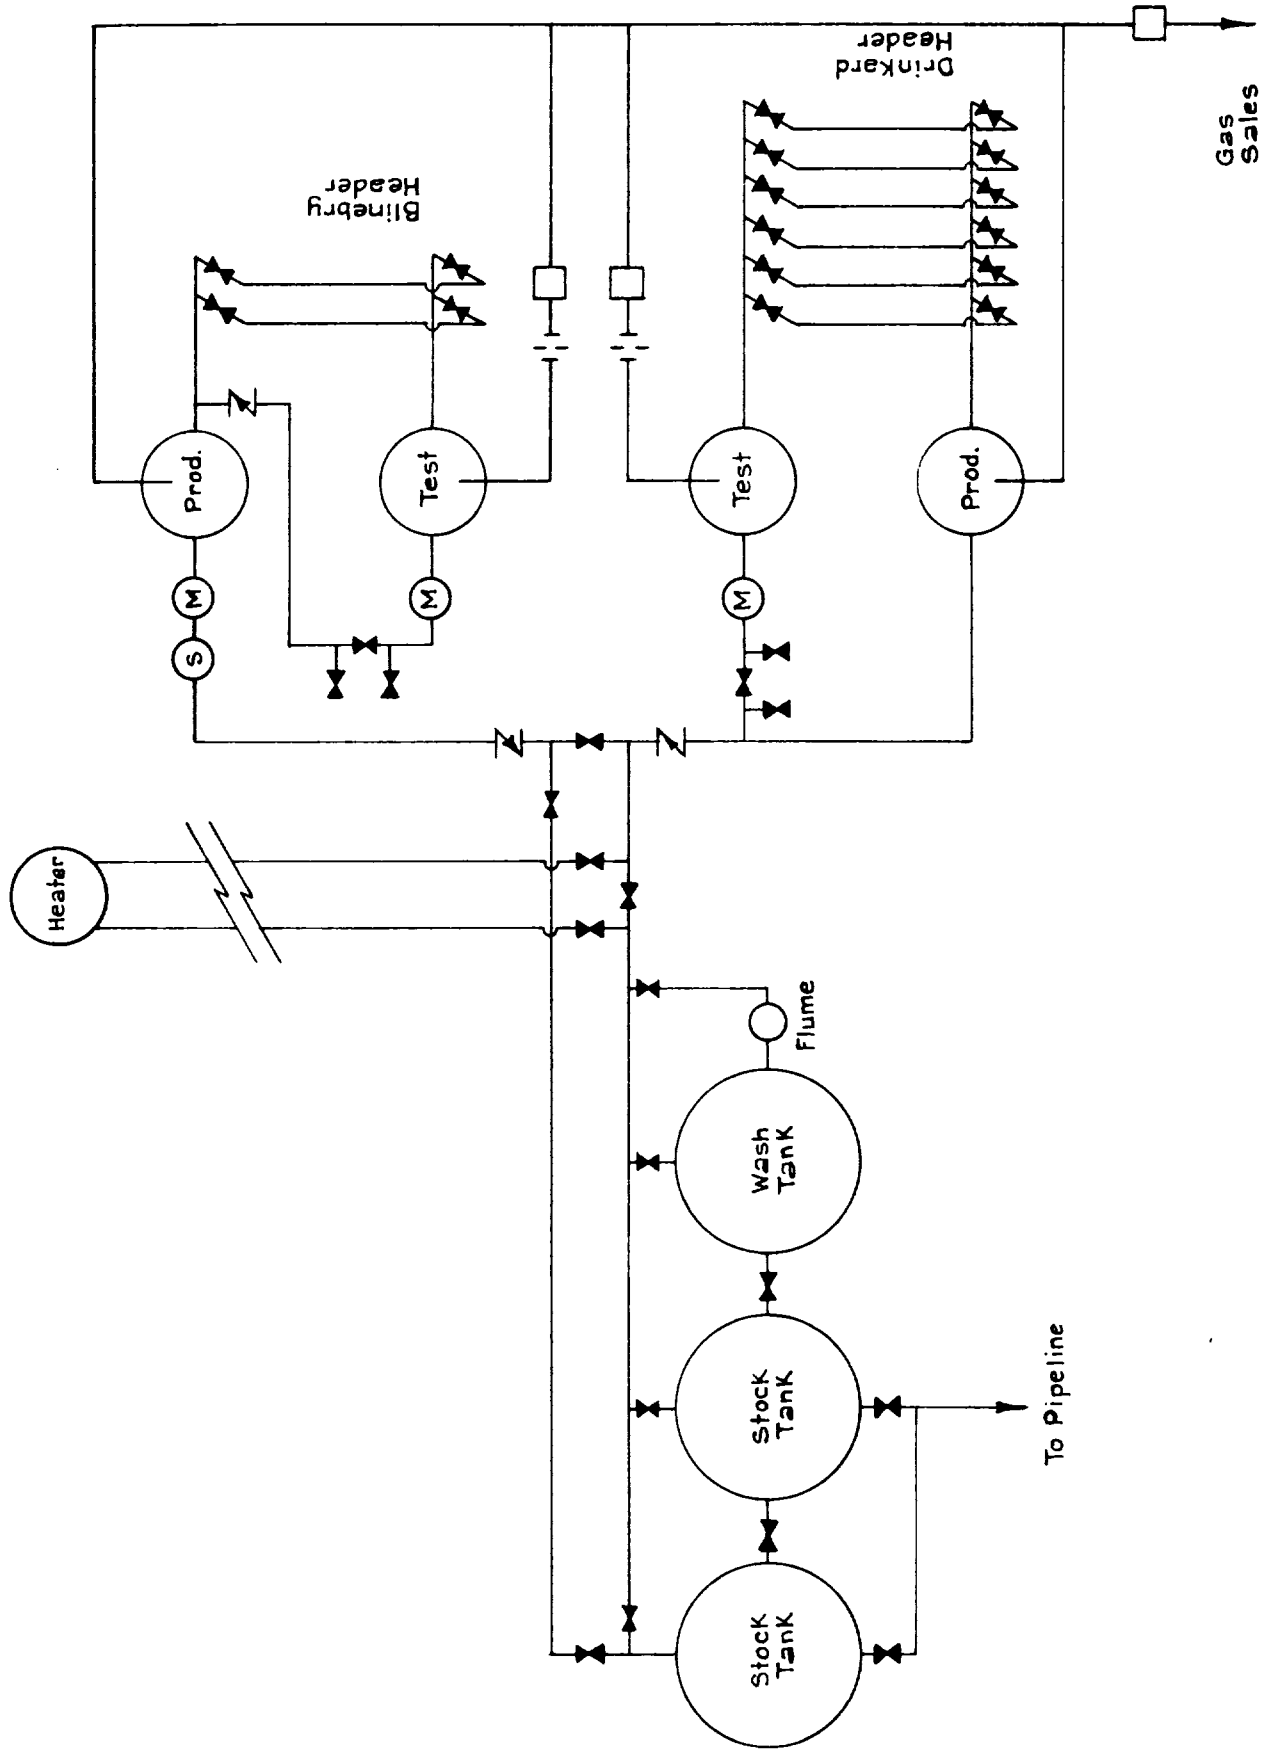 Drinkard
Header
Gas
Sales
Blinebry
Header
Prod.
Test
Test
Prod.
M
M
M
S
Heater
Flume
Wash
Tank
Stock
Tank
To Pipeline
Stock
Tank